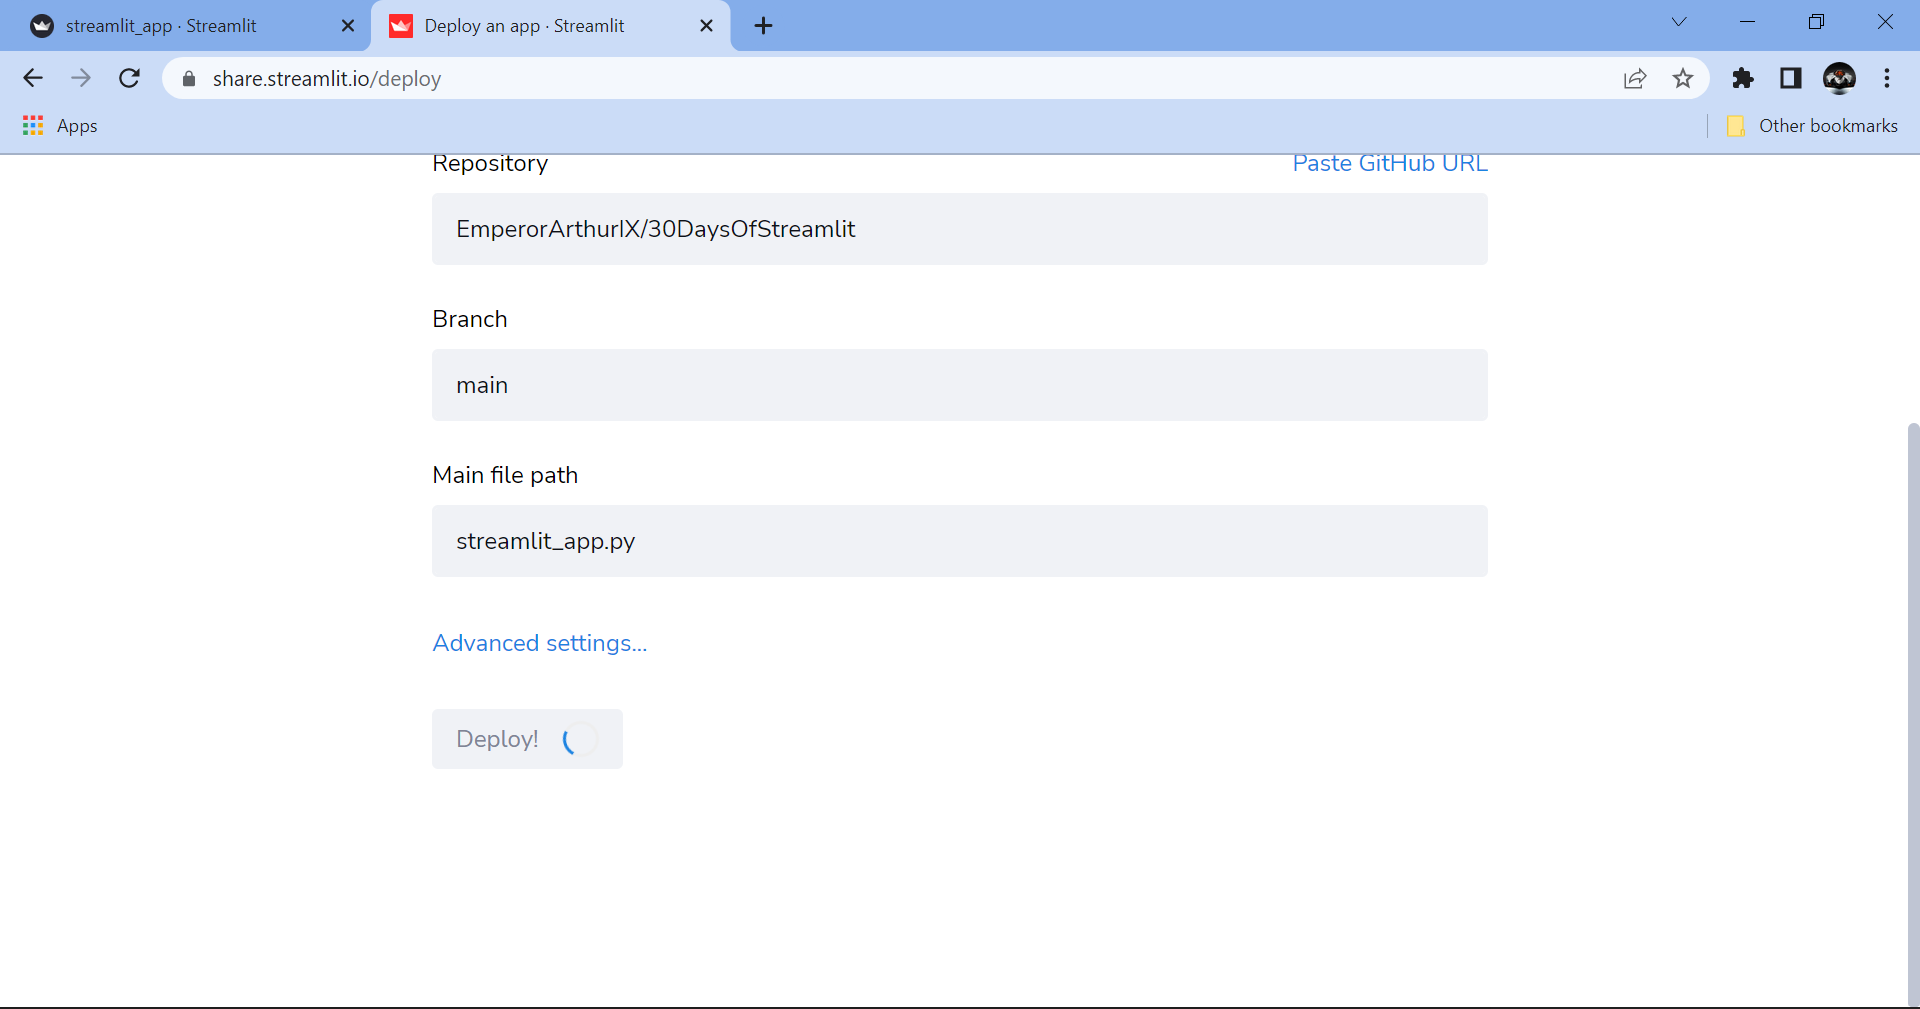 streamlit_app · Streamlit
Deploy an app · Streamlit
share.streamlit.io/deploy
Apps
Other bookmarks
Repository
Paste GitHub URL
EmperorArthurIX/30DaysOfStreamlit
Branch
main
Main file path
streamlit_app.py
Advanced settings...
Deploy!